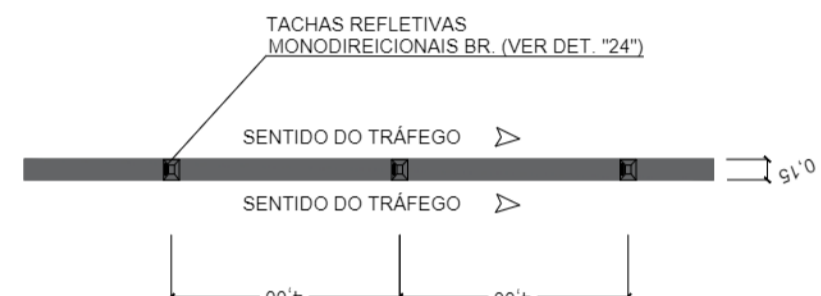 TACHAS REFLETIVAS
MONODIREICIONAIS BR. (VER DET. "24")
SENTIDO DO TRÁFEGO
0,15
SENTIDO DO TRÁFEGO